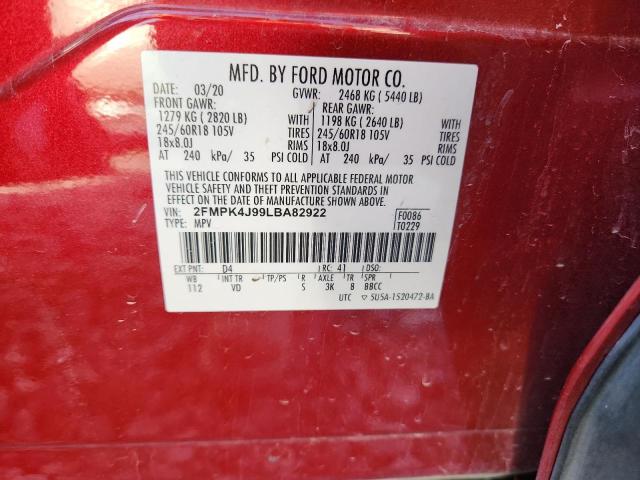 MFD. BY FORD MOTOR CO.
DATE: 03/20 GVWR: 2468 KG ( 5440 LB)
FRONT GAWR: REAR GAWR:
1279 KG ( 2820 LB) WITH 1198 KG ( 2640 LB) WITH
245/60R18 105V TIRES 245/60R18 105V TIRES
18x8.0J RIMS 18x8.0J RIMS
AT 240 kPa/ 35 PSI COLD AT 240 kPa/ 35 PSI COLD
THIS VEHICLE CONFORMS TO ALL APPLICABLE FEDERAL MOTOR
VEHICLE SAFETY AND THEFT PREVENTION STANDARDS IN
EFFECT ON THE DATE OF MANUFACTURE SHOWN ABOVE.
VIN: 2FMPK4J99LBA82922 F0086
TYPE: MPV T0229
EXT PNT: D4 RC: 41 DSO:
WB INT TR TP/PS R AXLE TR SPR
112 VD S 3K 8 BBCC
UTC ▽ 5U5A-1520472-BA